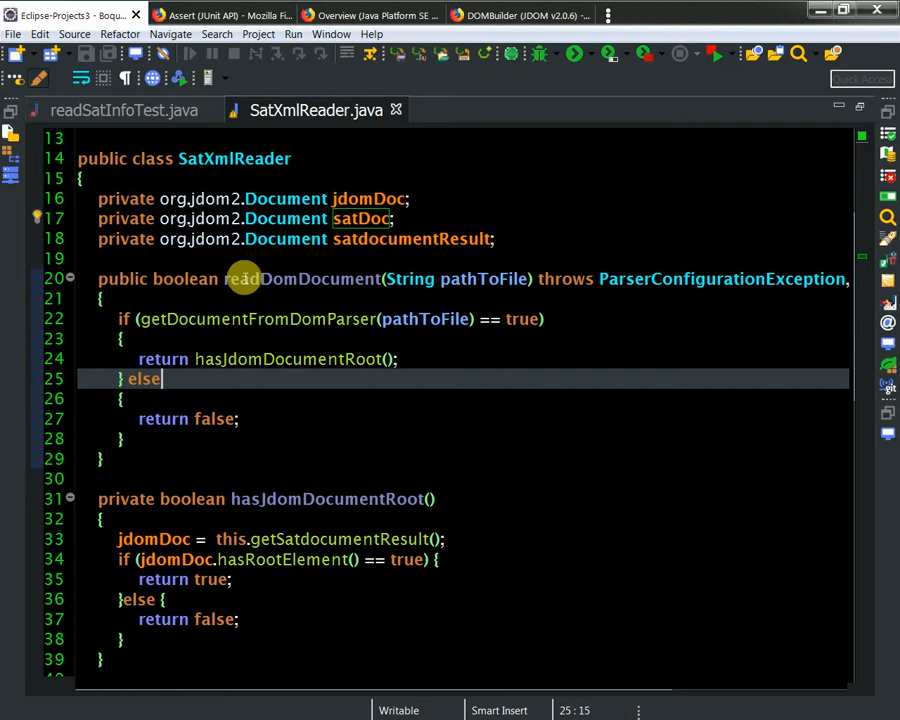 Eclipse-Projects3 - Boqu...
Assert (JUnit API) - Mozilla Fi...
Overview (Java Platform SE ...
DOMBuilder (JDOM v2.0.6) - ...
File Edit Source Refactor Navigate Search Project Run Window Help
Quick Access
readSatInfoTest.java
SatXmlReader.java
13
14 public class SatXmlReader
15 {
16 private org.jdom2.Document jdomDoc;
17 private org.jdom2.Document satDoc;
18 private org.jdom2.Document satdocumentResult;
19
20 public boolean readDomDocument(String pathToFile) throws ParserConfigurationException,
21 {
22 if (getDocumentFromDomParser(pathToFile) == true)
23 {
24 return hasJdomDocumentRoot();
25 } else
26 {
27 return false;
28 }
29 }
30
31 private boolean hasJdomDocumentRoot()
32 {
33 jdomDoc = this.getSatdocumentResult();
34 if (jdomDoc.hasRootElement() == true) {
35 return true;
36 }else {
37 return false;
38 }
39 }
Writable
Smart Insert
25 : 15